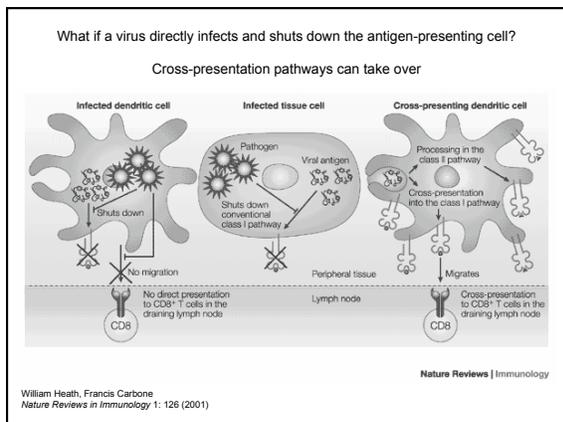 What if a virus directly infects and shuts down the antigen-presenting cell?
Cross-presentation pathways can take over
Infected dendritic cell
Infected tissue cell
Cross-presenting dendritic cell
Shuts down
No migration
No direct presentation
to CD8+ T cells in the
draining lymph node
CD8
Pathogen
Viral antigen
Shuts down
conventional
class I pathway
Peripheral tissue
Lymph node
Processing in the
class II pathway
Cross-presentation
into the class I pathway
Migrates
Cross-presentation
to CD8+ T cells in the
draining lymph node
CD8
Nature Reviews | Immunology
William Heath, Francis Carbone
Nature Reviews in Immunology 1: 126 (2001)